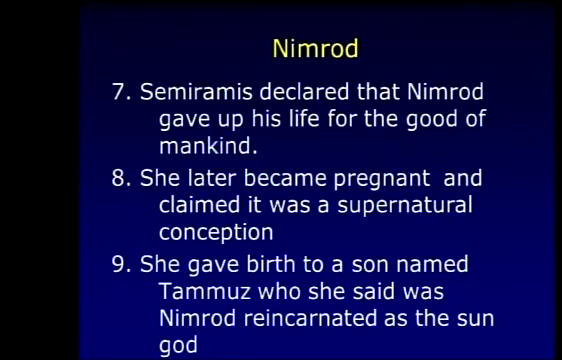 Nimrod
7. Semiramis declared that Nimrod
gave up his life for the good of
mankind.
8. She later became pregnant and
claimed it was a supernatural
conception
9. She gave birth to a son named
Tammuz who she said was
Nimrod reincarnated as the sun
god